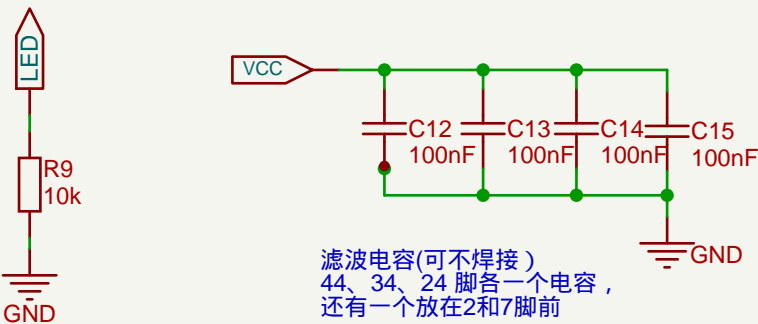 LED
R9
10k
GND
VCC
C12
100nF
C13
100nF
C14
100nF
C15
100nF
GND
滤波电容(可不焊接）
44、34、24 脚各一个电容，
还有一个放在2和7脚前